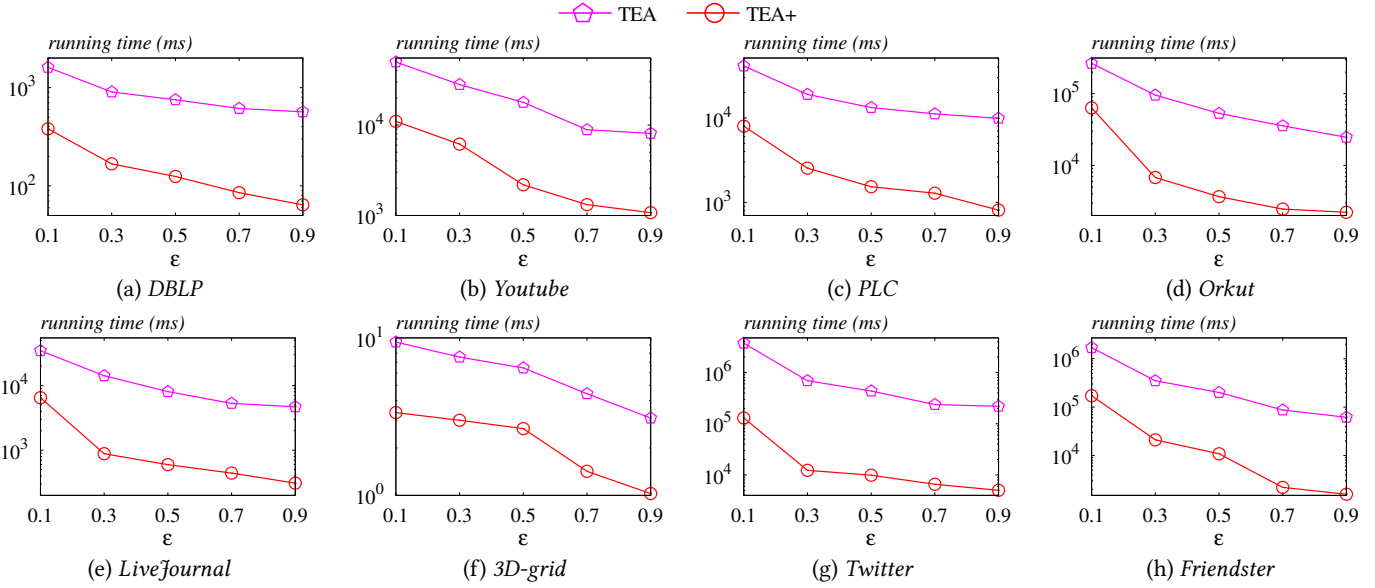 TEA TEA+
running time (ms) running time (ms) running time (ms) running time (ms)
10^3 10^4 10^4 10^5
10^2 10^3 10^3 10^4
0.1 0.3 0.5 0.7 0.9 0.1 0.3 0.5 0.7 0.9 0.1 0.3 0.5 0.7 0.9 0.1 0.3 0.5 0.7 0.9
ε ε ε ε
(a) DBLP (b) Youtube (c) PLC (d) Orkut
running time (ms) running time (ms) running time (ms) running time (ms)
10^4 10^1 10^6 10^6
10^3 10^0 10^5 10^5
10^4 10^4
0.1 0.3 0.5 0.7 0.9 0.1 0.3 0.5 0.7 0.9 0.1 0.3 0.5 0.7 0.9 0.1 0.3 0.5 0.7 0.9
ε ε ε ε
(e) LiveJournal (f) 3D-grid (g) Twitter (h) Friendster